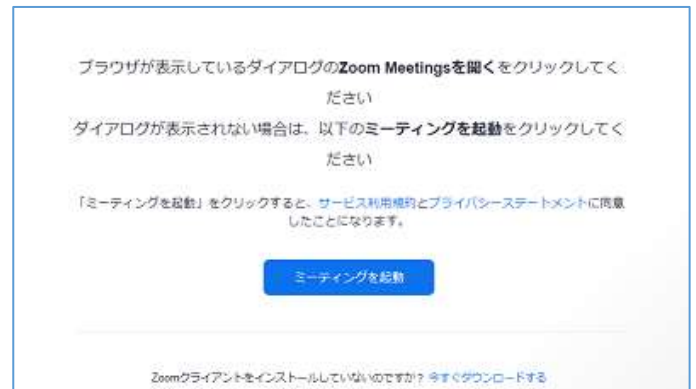 ブラウザが表示しているダイアログのZoom Meetingsを開くをクリックしてく
ださい
ダイアログが表示されない場合は、以下のミーティングを起動をクリックしてく
ださい
「ミーティングを起動」をクリックすると、サービス利用規約とプライバシーステートメントに同意
したことになります。
ミーティングを起動
Zoomクライアントをインストールしていないのですか? 今すぐダウンロードする